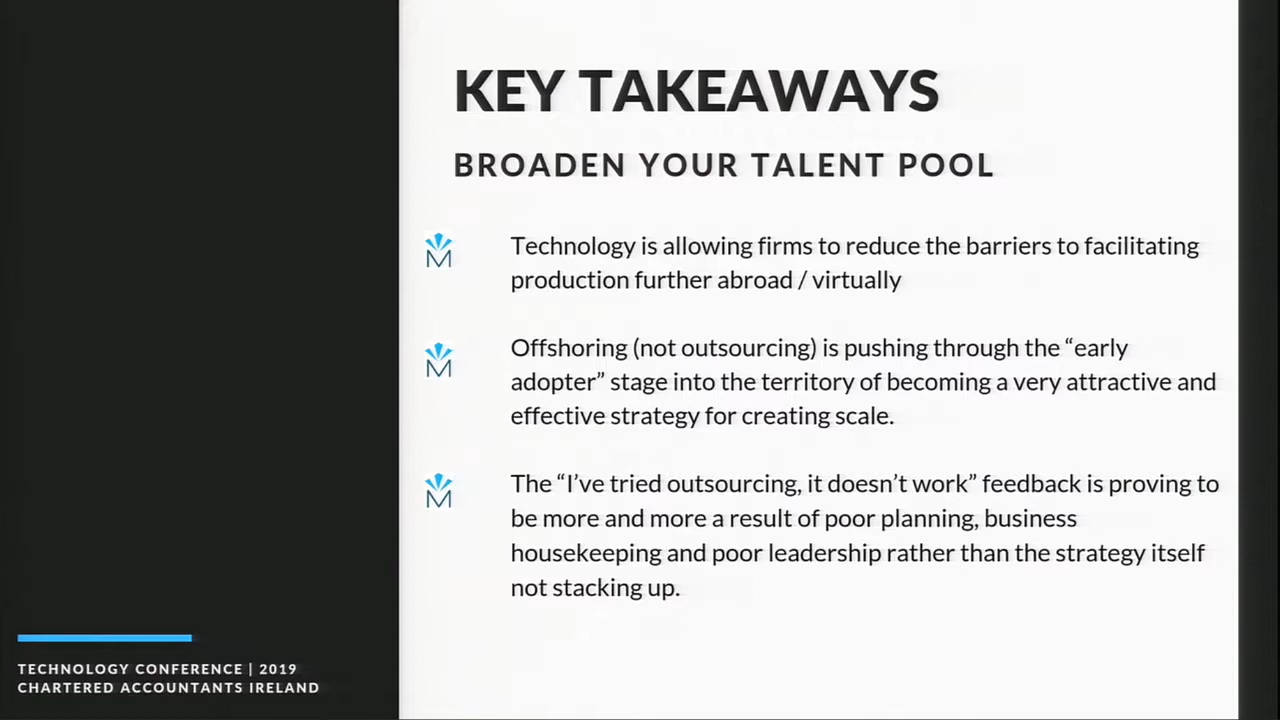 KEY TAKEAWAYS
BROADEN YOUR TALENT POOL
Technology is allowing firms to reduce the barriers to facilitating
production further abroad / virtually
Offshoring (not outsourcing) is pushing through the “early
adopter” stage into the territory of becoming a very attractive and
effective strategy for creating scale.
The “I’ve tried outsourcing, it doesn’t work” feedback is proving to
be more and more a result of poor planning, business
housekeeping and poor leadership rather than the strategy itself
not stacking up.
TECHNOLOGY CONFERENCE | 2019
CHARTERED ACCOUNTANTS IRELAND